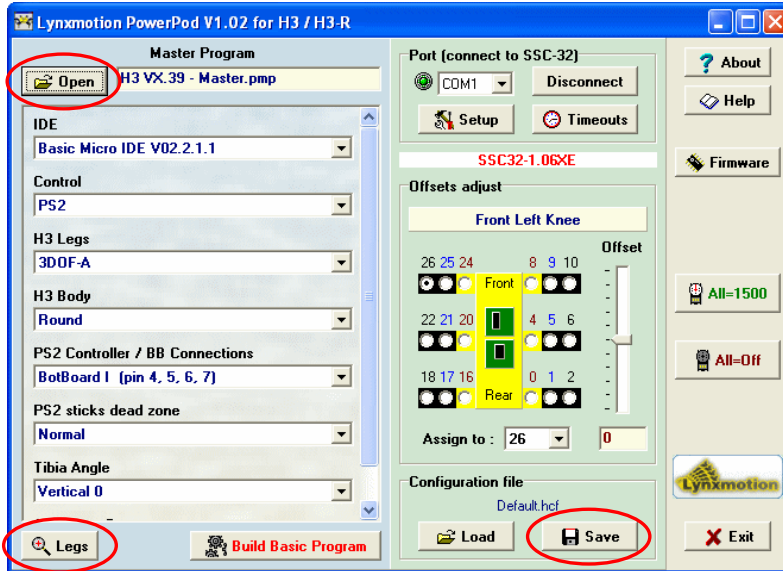 Lynxmotion PowerPod V1.02 for H3 / H3-R
Master Program
Open
H3 VX.39 - Master.pmp
IDE
Basic Micro IDE V02.2.1.1
Control
PS2
H3 Legs
3DOF-A
H3 Body
Round
PS2 Controller / BB Connections
BotBoard I (pin 4, 5, 6, 7)
PS2 sticks dead zone
Normal
Tibia Angle
Vertical 0
Legs
Build Basic Program
Port (connect to SSC-32)
COM1
Disconnect
Setup
Timeouts
SSC32-1.06XE
Offsets adjust
Front Left Knee
Offset
26 25 24 8 9 10
Front
22 21 20 4 5 6
18 17 16 0 1 2
Rear
Assign to : 26
0
Configuration file
Default.hcf
Load
Save
About
Help
Firmware
All=1500
All=Off
Lynxmotion
Exit